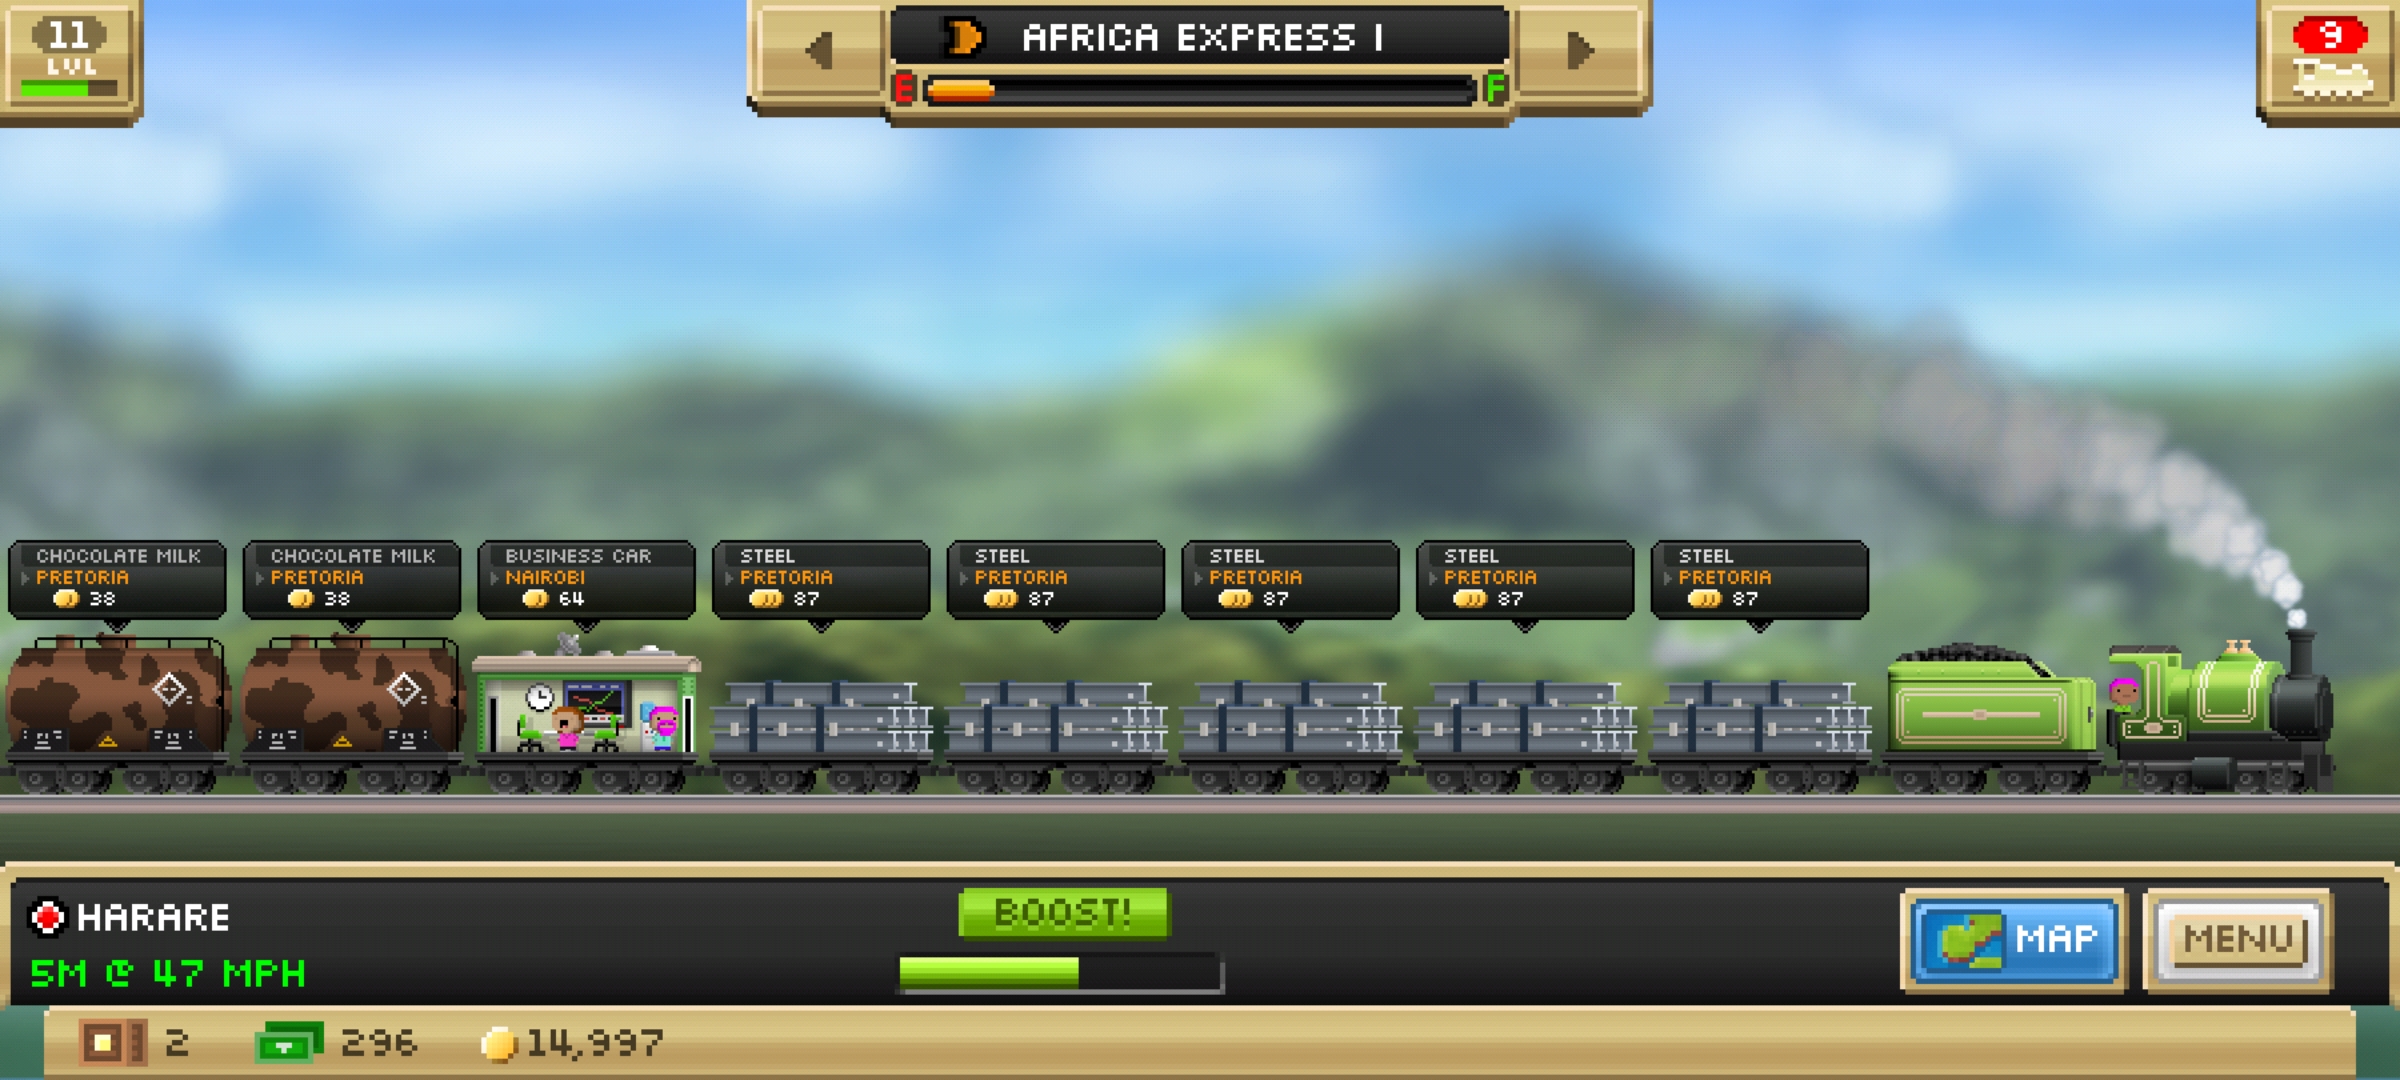 11
LVL
AFRICA EXPRESS I
E
F
9
CHOCOLATE MILK
PRETORIA
38
CHOCOLATE MILK
PRETORIA
38
BUSINESS CAR
NAIROBI
64
STEEL
PRETORIA
87
STEEL
PRETORIA
87
STEEL
PRETORIA
87
STEEL
PRETORIA
87
STEEL
PRETORIA
87
HARARE
5M @ 47 MPH
BOOST!
MAP
MENU
2
296
14,997